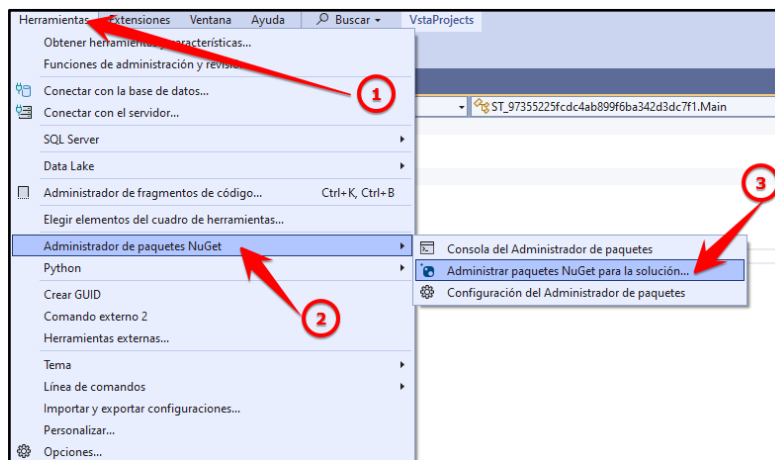 Herramientas Extensiones Ventana Ayuda Buscar VstaProjects
Obtener herramientas y características...
Funciones de administración y
1
Conectar con la base de datos...
ST_97355225fcdc4ab899f6ba342d3dc7f1.Main
Conectar con el servidor...
SQL Server
Data Lake
3
Administrador de fragmentos de código... Ctrl+K, Ctrl+B
Elegir elementos del cuadro de herramientas...
Administrador de paquetes NuGet
Consola del Administrador de paquetes
Python
Administrar paquetes NuGet para la solución...
Crear GUID
Configuración del Administrador de paquetes
2
Comando externo 2
Herramientas externas...
Tema
Línea de comandos
Importar y exportar configuraciones...
Personalizar...
Opciones...